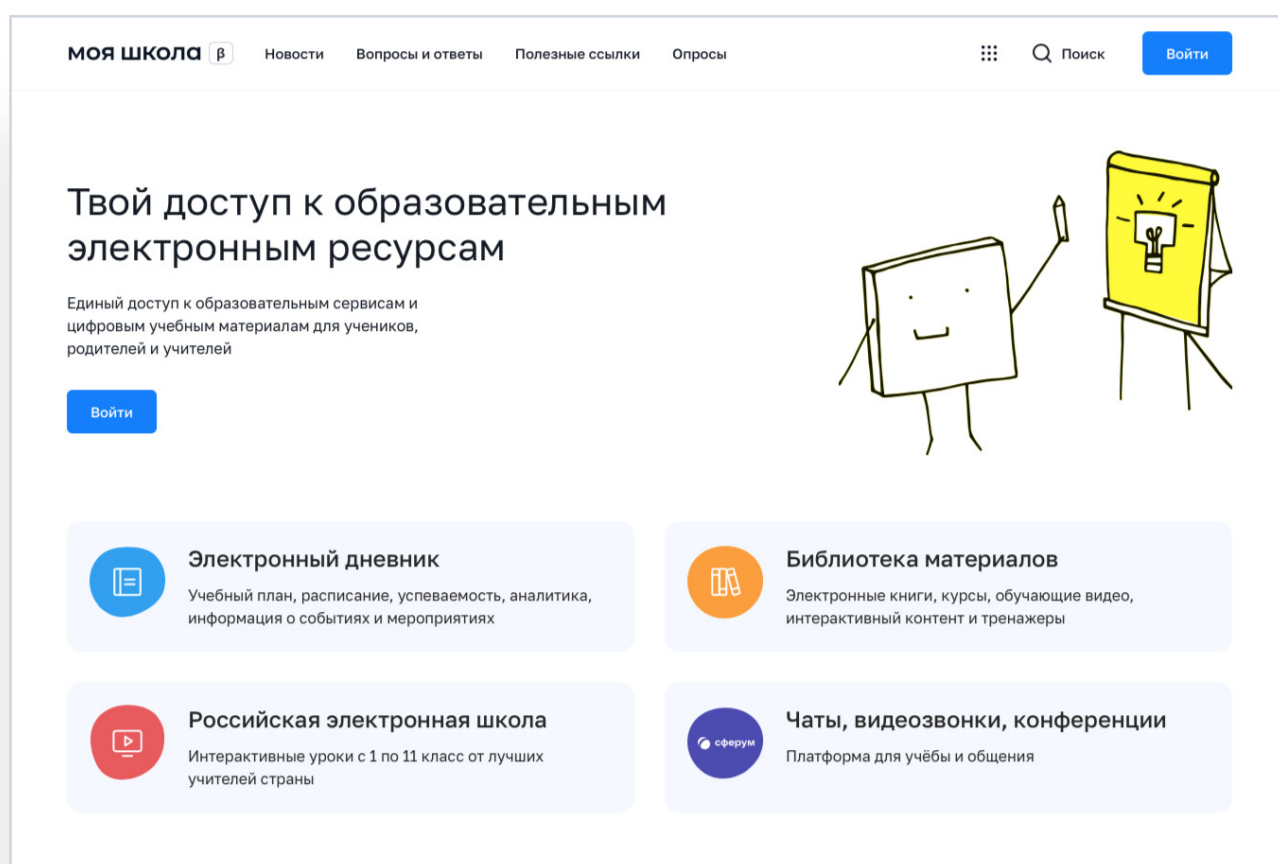 моя школа β Новости Вопросы и ответы Полезные ссылки Опросы Поиск Войти
Твой доступ к образовательным
электронным ресурсам
Единый доступ к образовательным сервисам и
цифровым учебным материалам для учеников,
родителей и учителей
Войти
Электронный дневник
Учебный план, расписание, успеваемость, аналитика,
информация о событиях и мероприятиях
Библиотека материалов
Электронные книги, курсы, обучающие видео,
интерактивный контент и тренажеры
Российская электронная школа
Интерактивные уроки с 1 по 11 класс от лучших
учителей страны
сферум
Чаты, видеозвонки, конференции
Платформа для учёбы и общения